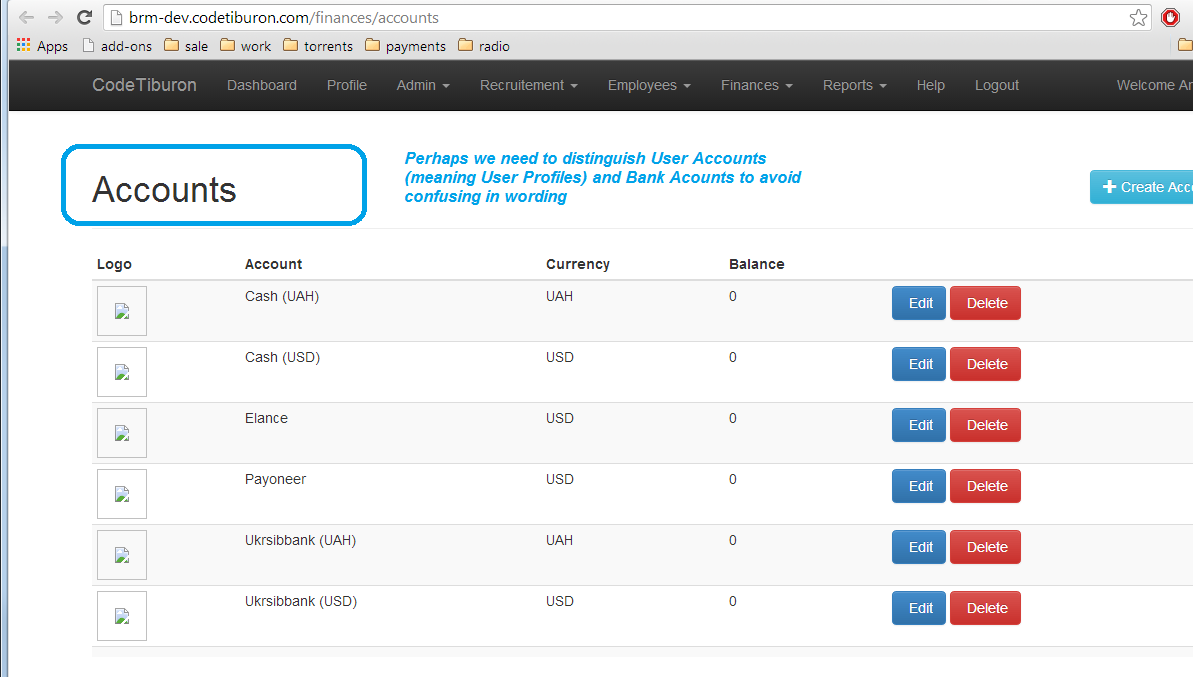 brm-dev.codetiburon.com/finances/accounts
Apps add-ons sale work torrents payments radio
CodeTiburon Dashboard Profile Admin Recruitement Employees Finances Reports Help Logout Welcome Ar
Accounts
Perhaps we need to distinguish User Accounts
(meaning User Profiles) and Bank Acounts to avoid
confusing in wording
Create Acco
Logo Account Currency Balance
Cash (UAH) UAH 0 Edit Delete
Cash (USD) USD 0 Edit Delete
Elance USD 0 Edit Delete
Payoneer USD 0 Edit Delete
Ukrsibbank (UAH) UAH 0 Edit Delete
Ukrsibbank (USD) USD 0 Edit Delete